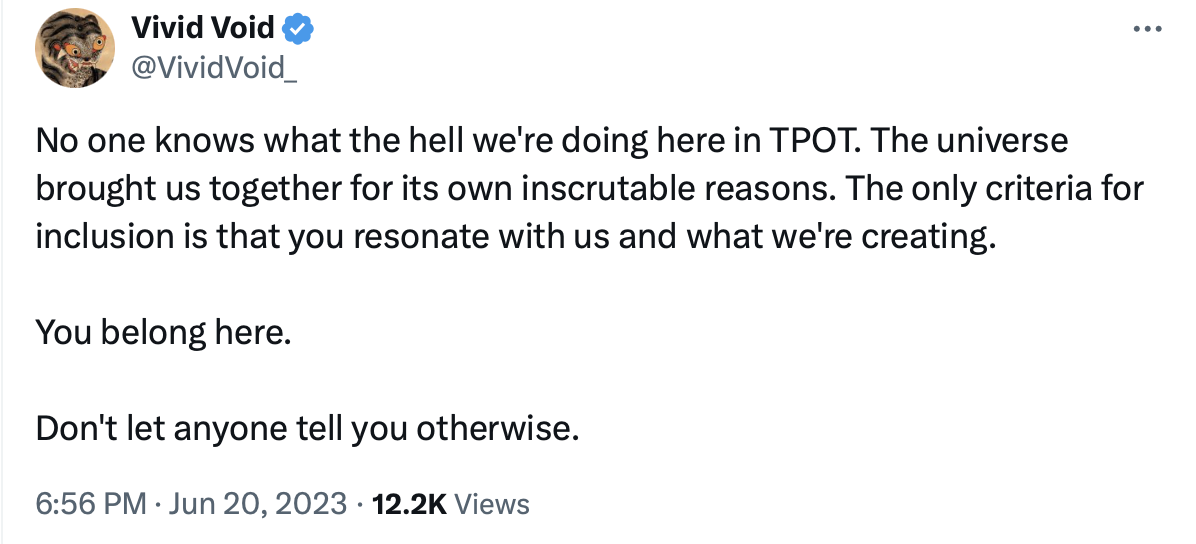 Vivid Void
@VividVoid_
No one knows what the hell we're doing here in TPOT. The universe
brought us together for its own inscrutable reasons. The only criteria for
inclusion is that you resonate with us and what we're creating.
You belong here.
Don't let anyone tell you otherwise.
6:56 PM · Jun 20, 2023 · 12.2K Views